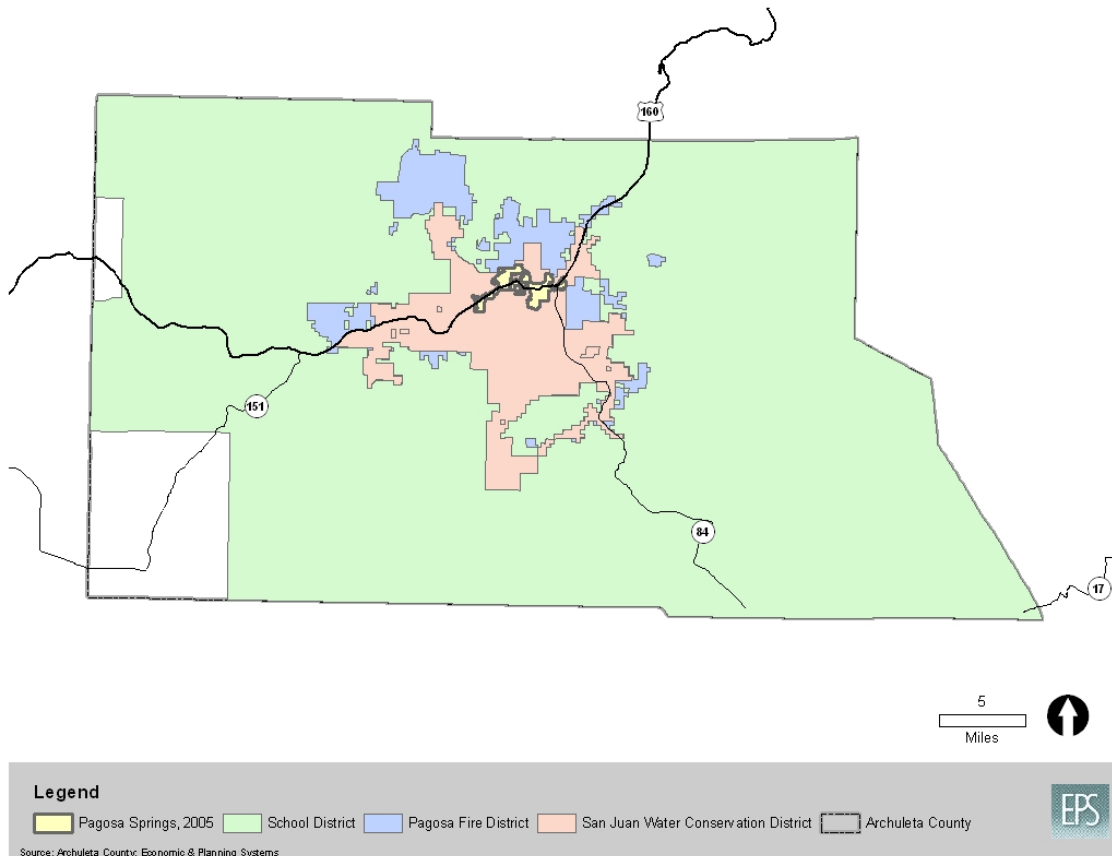 160
151
84
17
5
Miles
Legend
Pagosa Springs, 2005 School District Pagosa Fire District San Juan Water Conservation District Archuleta County
EPS
Source: Archuleta County; Economic & Planning Systems